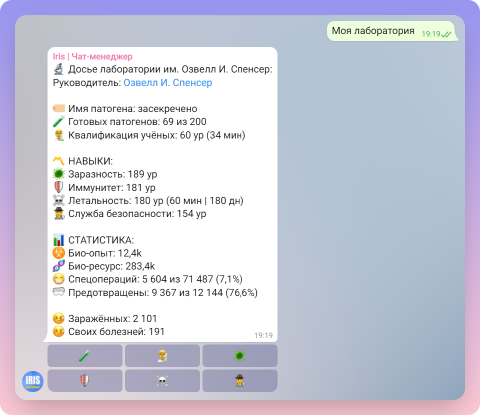 Моя лаборатория 19:19
Iris | Чат-менеджер
🔬 Досье лаборатории им. Озвелл И. Спенсер:
Руководитель: Озвелл И. Спенсер
🏷 Имя патогена: засекречено
🧪 Готовых патогенов: 69 из 200
👨‍🔬 Квалификация учёных: 60 ур (34 мин)
〽️ НАВЫКИ:
🦠 Заразность: 189 ур
🛡 Иммунитет: 181 ур
☠️ Летальность: 180 ур (60 мин | 180 дн)
🕵️ Служба безопасности: 154 ур
📊 СТАТИСТИКА:
☣️ Био-опыт: 12,4k
🧬 Био-ресурс: 283,4k
😷 Спецопераций: 5 604 из 71 487 (7,1%)
🥽 Предотвращены: 9 367 из 12 144 (76,6%)
🤒 Заражённых: 2 101
🤒 Своих болезней: 191
19:19
IRIS